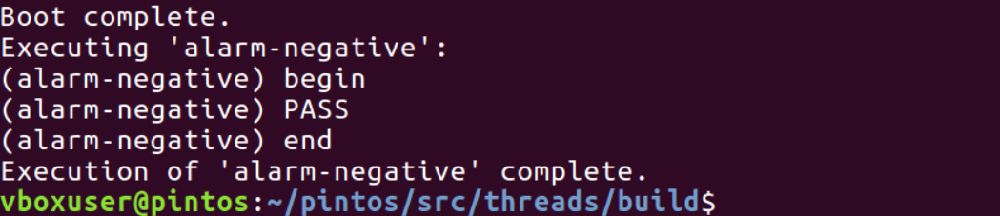 Boot complete.
Executing 'alarm-negative':
(alarm-negative) begin
(alarm-negative) PASS
(alarm-negative) end
Execution of 'alarm-negative' complete.
vboxuser@pintos:~/pintos/src/threads/build$